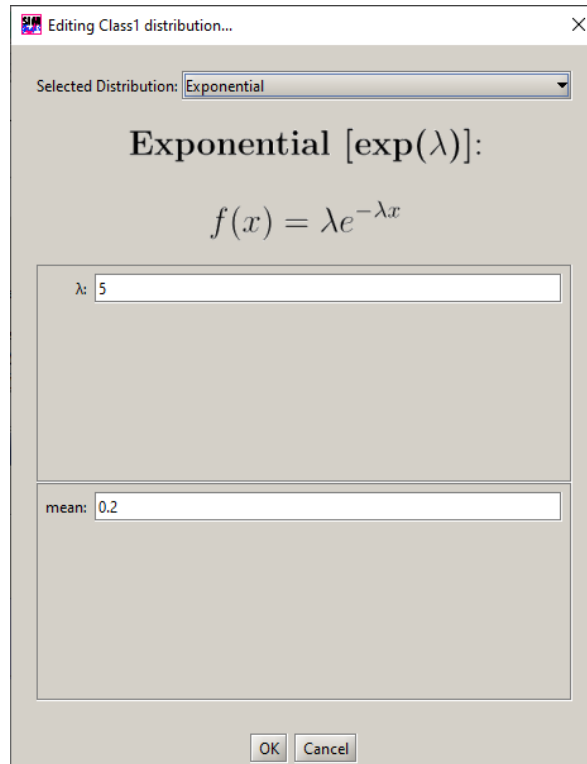 Editing Class1 distribution...
Selected Distribution: Exponential
Exponential [exp(λ)]:
f(x) = λe^{-λx}
λ: 5
mean: 0.2
OK Cancel